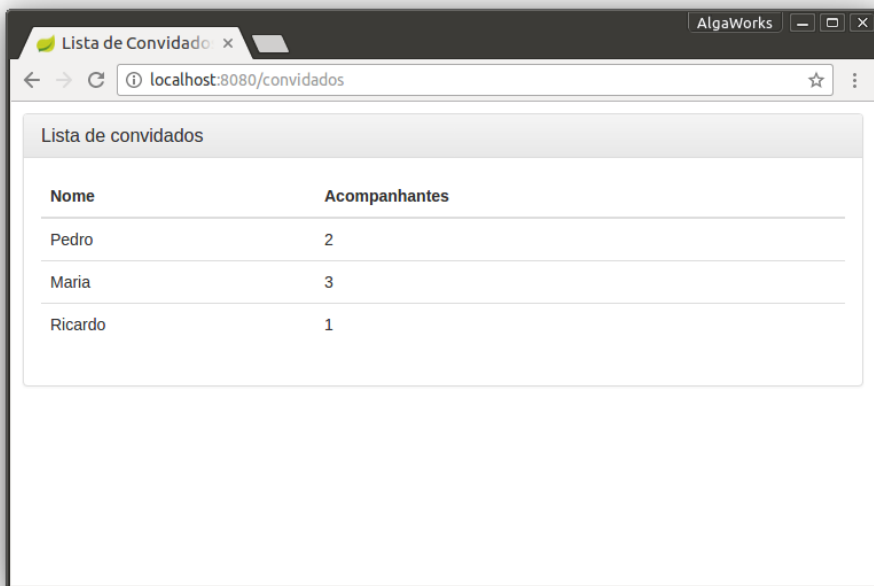 AlgaWorks
Lista de Convidado
localhost:8080/convidados
Lista de convidados
Nome Acompanhantes
Pedro 2
Maria 3
Ricardo 1